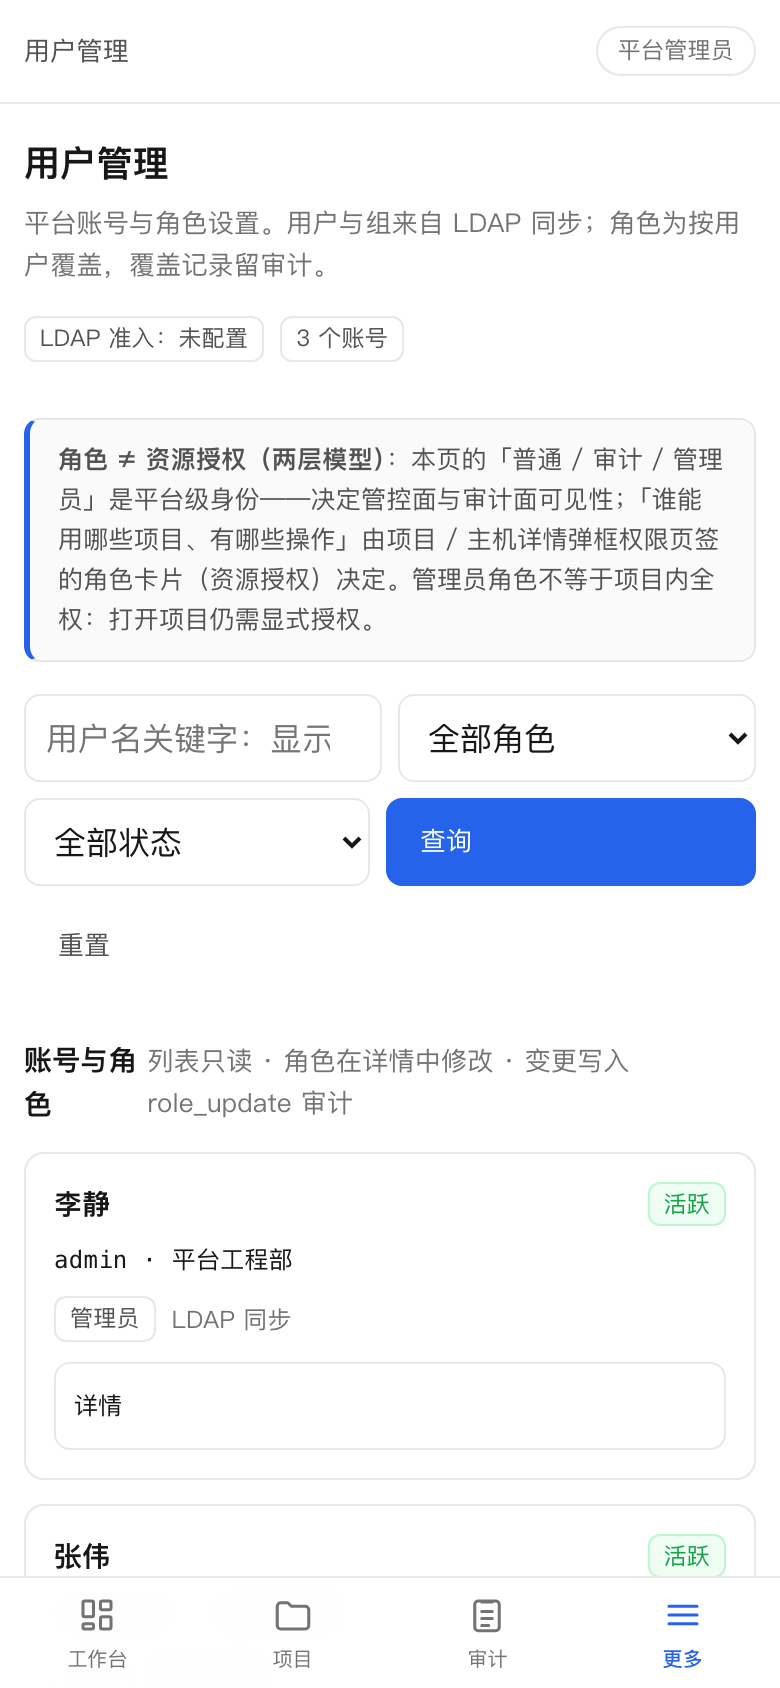 用户管理
平台管理员
用户管理
平台账号与角色设置。用户与组来自 LDAP 同步；角色为按用
户覆盖，覆盖记录留审计。
LDAP 准入：未配置
3 个账号
角色 ≠ 资源授权（两层模型）：本页的「普通 / 审计 / 管理
员」是平台级身份——决定管控面与审计面可见性；「谁能
用哪些项目、有哪些操作」由项目 / 主机详情弹框权限页签
的角色卡片（资源授权）决定。管理员角色不等于项目内全
权：打开项目仍需显式授权。
用户名关键字：显示
全部角色
全部状态
查询
重置
账号与角
色
列表只读 · 角色在详情中修改 · 变更写入
role_update 审计
李静
活跃
admin · 平台工程部
管理员
LDAP 同步
详情
张伟
活跃
工作台
项目
审计
更多